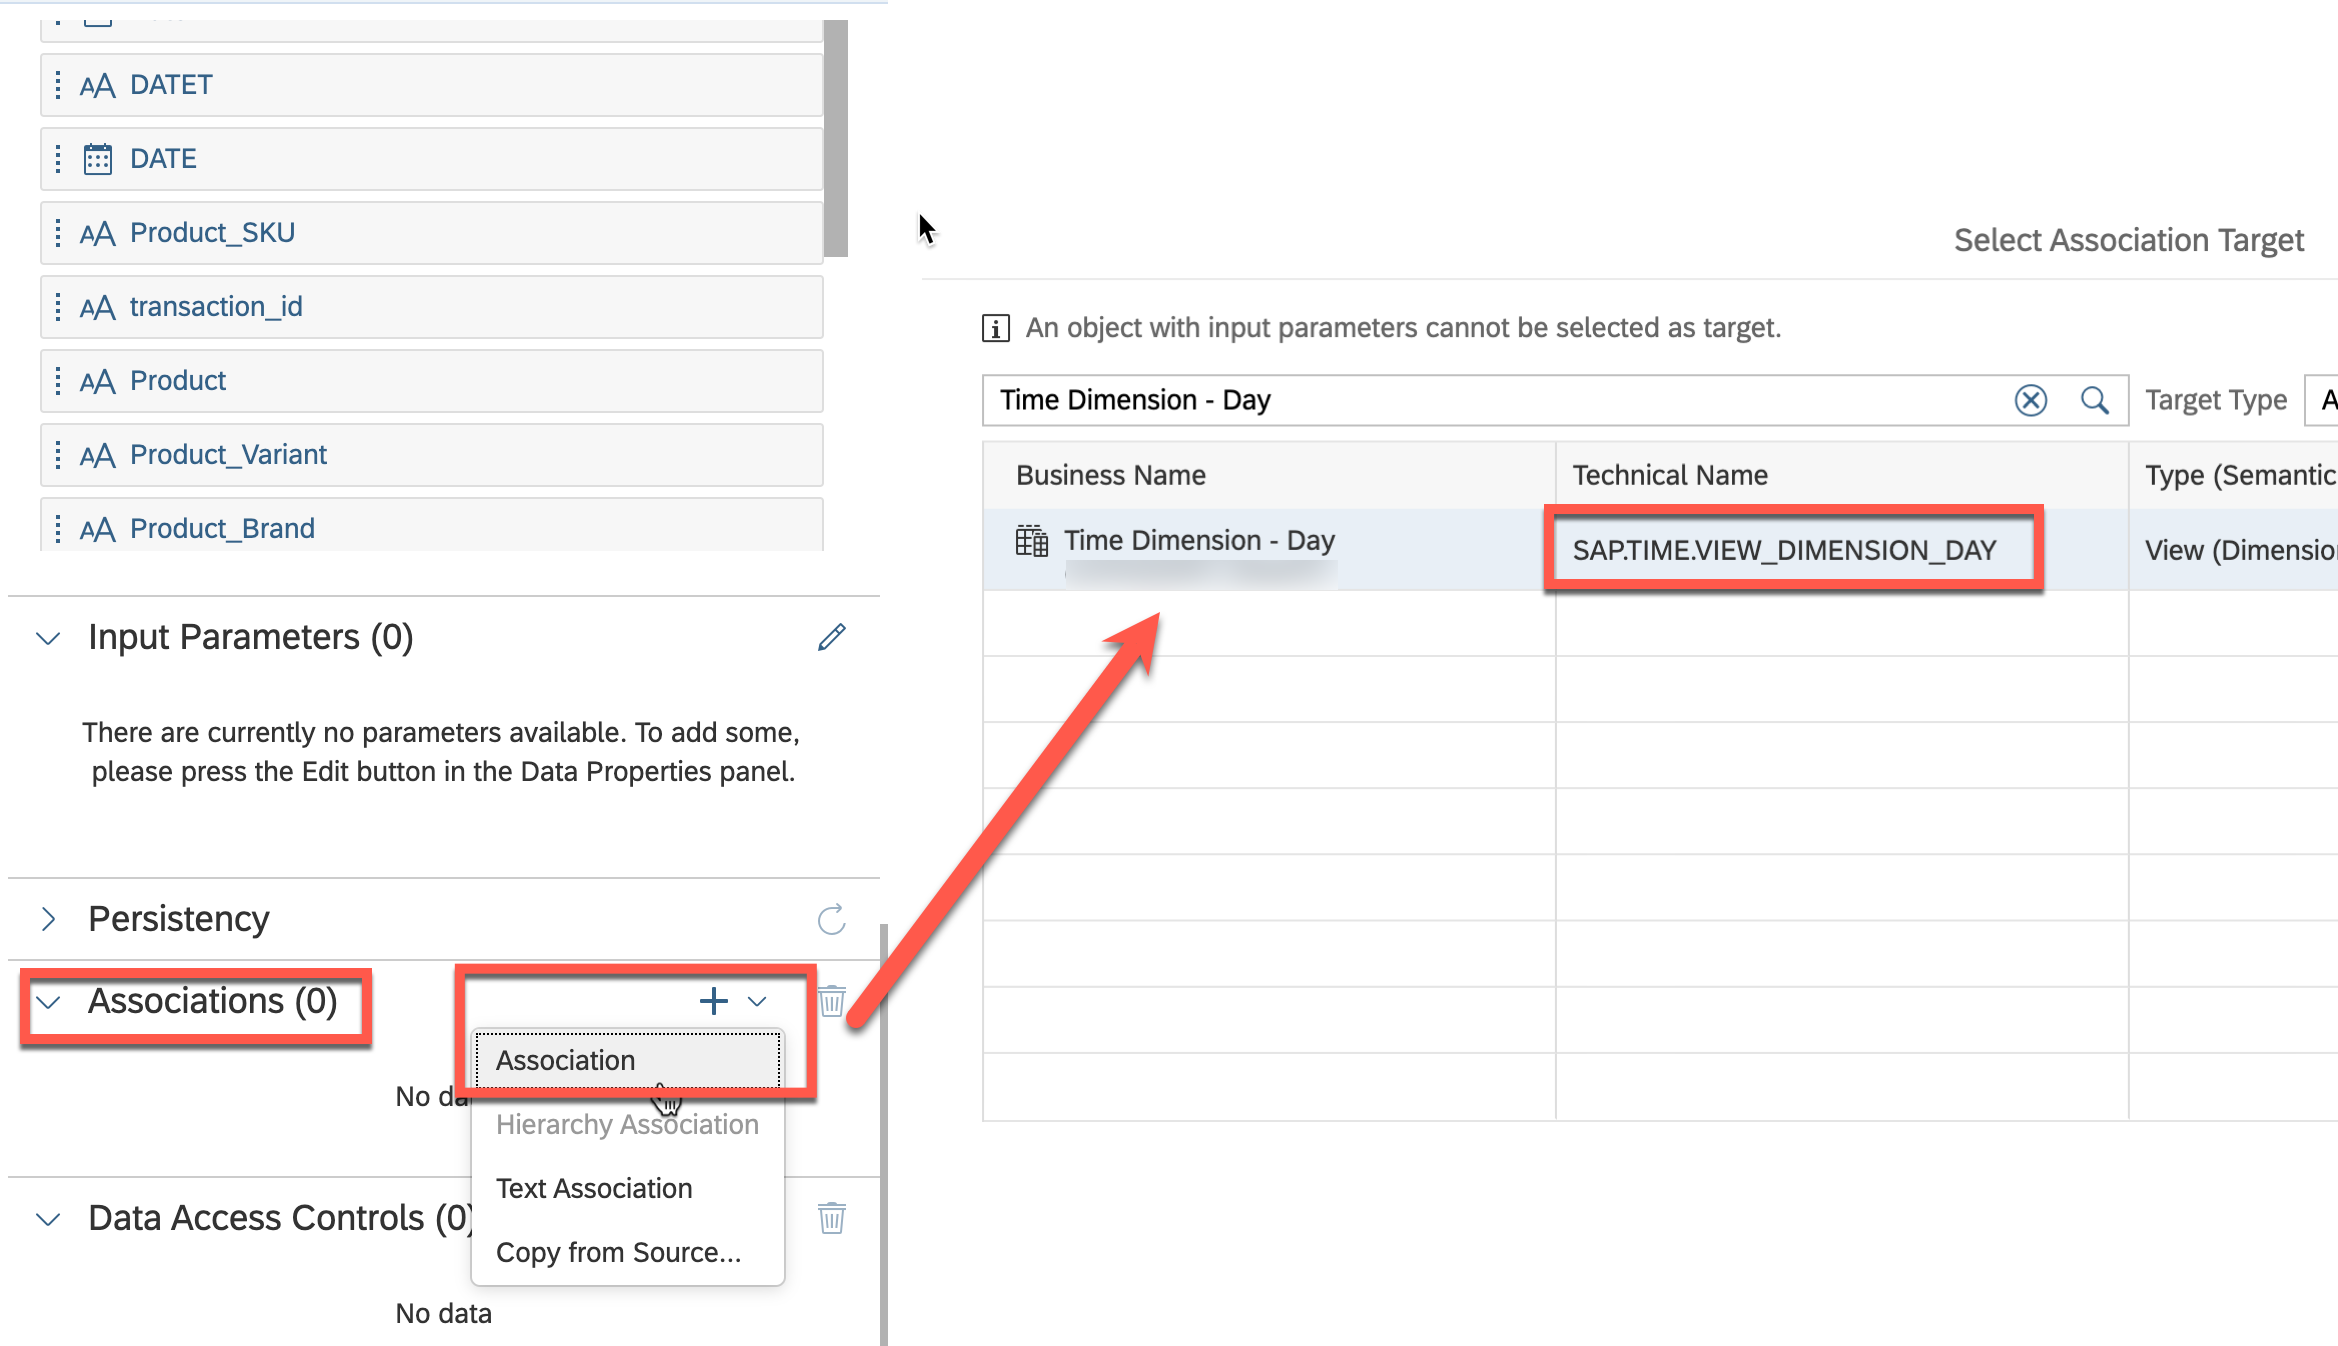 DATET
DATE
Product_SKU
transaction_id
Product
Product_Variant
Product_Brand
Input Parameters (0)
There are currently no parameters available. To add some,
please press the Edit button in the Data Properties panel.
Persistency
Associations (0)
Association
No da
Hierarchy Association
Text Association
Data Access Controls (0)
Copy from Source...
No data
Select Association Target
An object with input parameters cannot be selected as target.
Time Dimension - Day
Target Type
A
Business Name
Technical Name
Type (Semantic
Time Dimension - Day
SAP.TIME.VIEW_DIMENSION_DAY
View (Dimensio